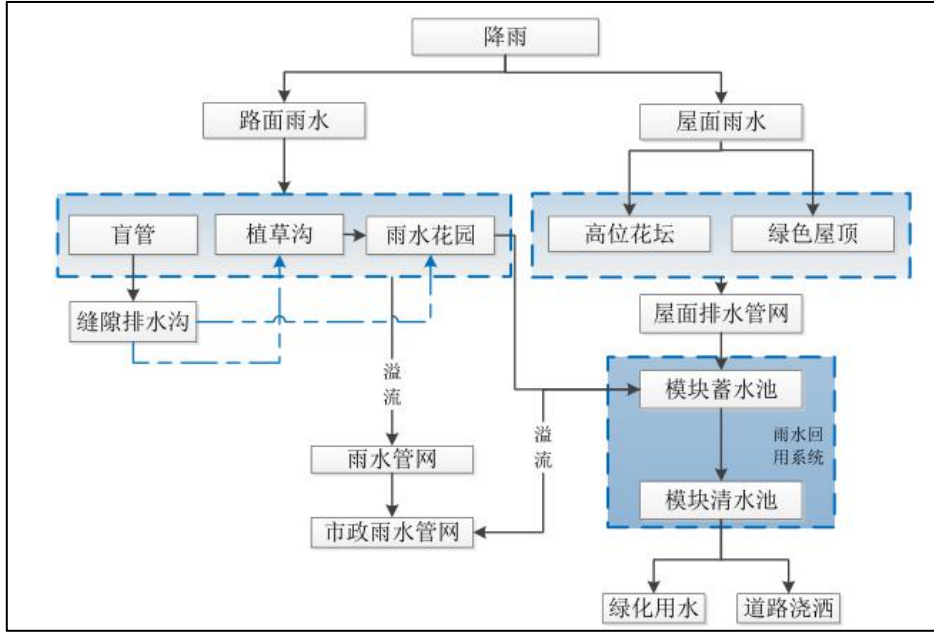 降雨
路面雨水
屋面雨水
盲管
植草沟
雨水花园
高位花坛
绿色屋顶
缝隙排水沟
屋面排水管网
溢
流
模块蓄水池
溢
流
雨水回
用系统
雨水管网
模块清水池
市政雨水管网
绿化用水
道路浇洒